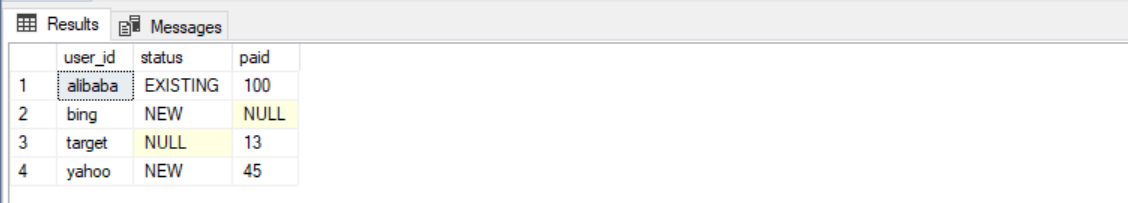 Results Messages
user_id status paid
1 alibaba EXISTING 100
2 bing NEW NULL
3 target NULL 13
4 yahoo NEW 45